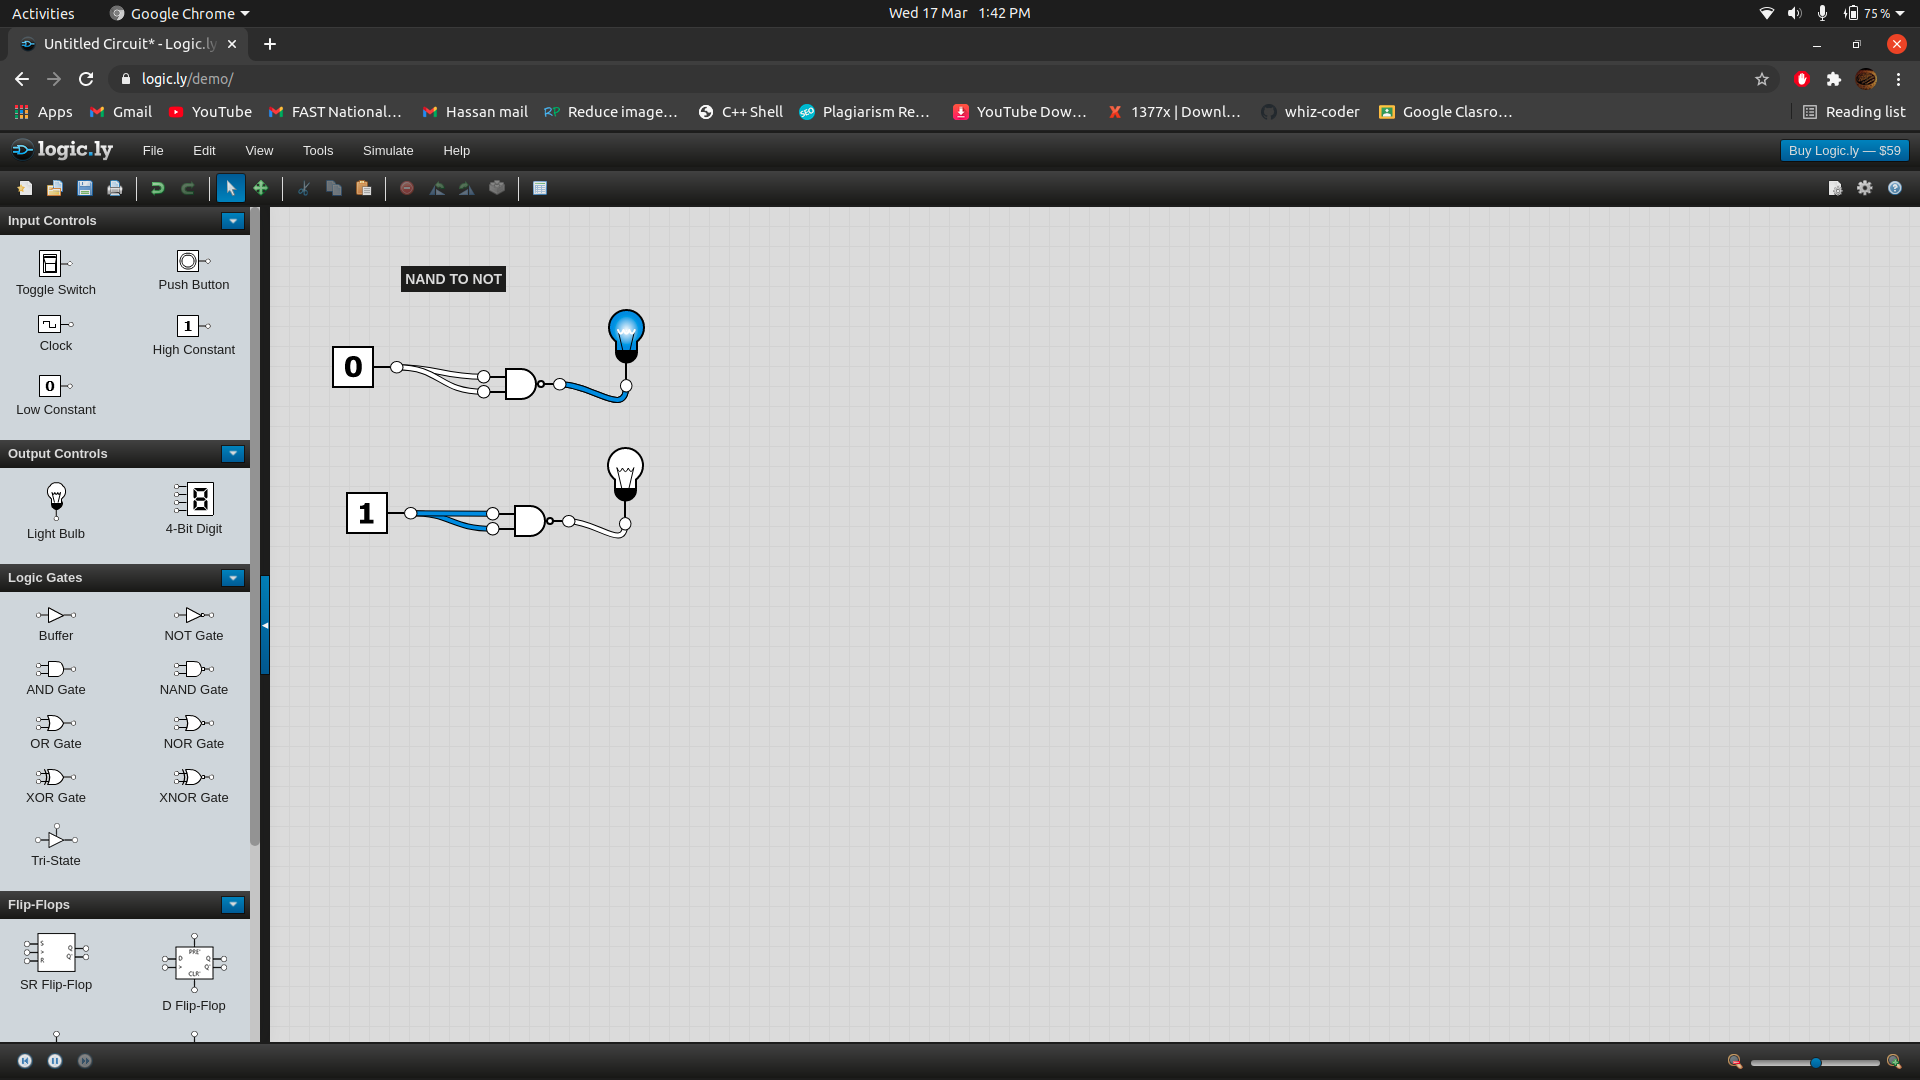 Activities
Google Chrome
Wed 17 Mar 1:42 PM
75 %
Untitled Circuit* - Logic.ly
logic.ly/demo/
Apps
Gmail
YouTube
FAST National…
Hassan mail
RP
Reduce image…
C++ Shell
SEO
Plagiarism Re…
YouTube Dow…
X
1377x | Downl…
whiz-coder
Google Clasro…
Reading list
logic.ly
File
Edit
View
Tools
Simulate
Help
Buy Logic.ly — $59
Input Controls
Toggle Switch
Push Button
Clock
1
High Constant
0
Low Constant
Output Controls
Light Bulb
4-Bit Digit
Logic Gates
Buffer
NOT Gate
AND Gate
NAND Gate
OR Gate
NOR Gate
XOR Gate
XNOR Gate
Tri-State
Flip-Flops
S
Q
>
R
Q'
SR Flip-Flop
PRE'
D
Q
>
Q'
CLR'
D Flip-Flop
NAND TO NOT
0
1